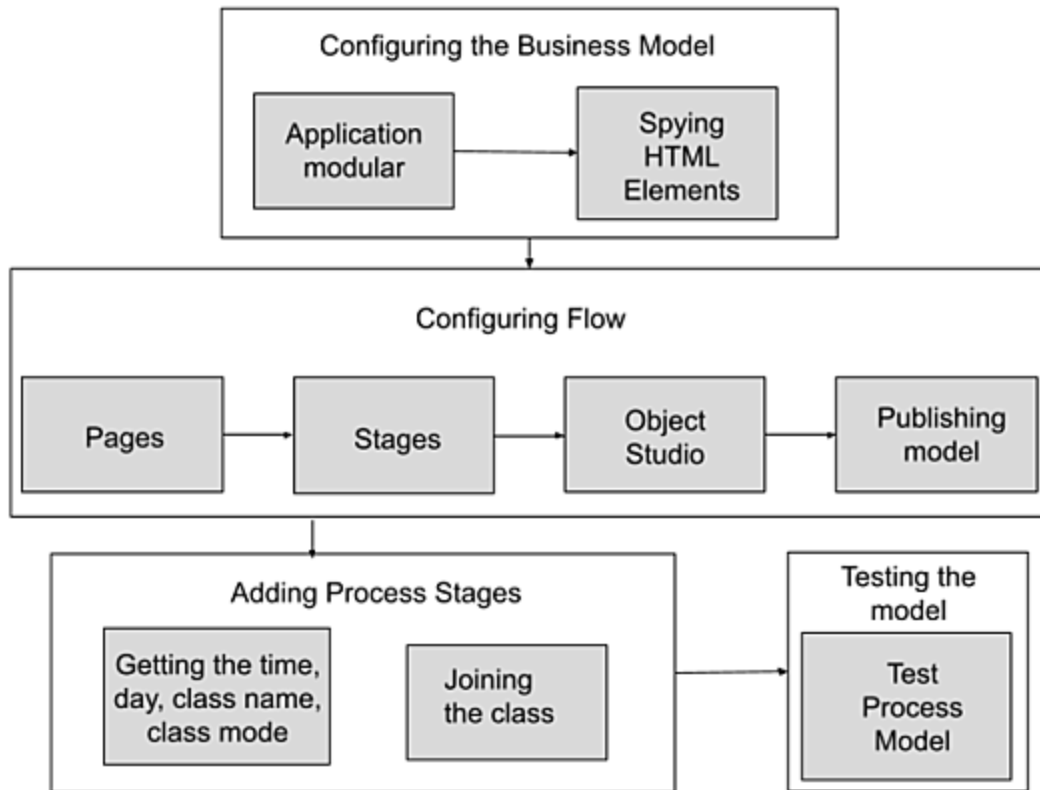 Configuring the Business Model
Application
modular
Spying
HTML
Elements
Configuring Flow
Pages
Stages
Object
Studio
Publishing
model
Adding Process Stages
Getting the time,
day, class name,
class mode
Joining
the class
Testing the
model
Test
Process
Model